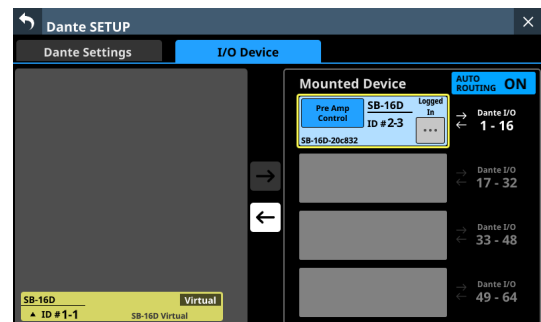 Dante SETUP
Dante Settings
I/O Device
Mounted Device
AUTO ROUTING ON
Pre Amp Control
SB-16D
ID #2-3
Logged In
...
SB-16D-20c832
Dante I/O
1 - 16
Dante I/O
17 - 32
Dante I/O
33 - 48
Dante I/O
49 - 64
SB-16D
Virtual
ID #1-1
SB-16D Virtual